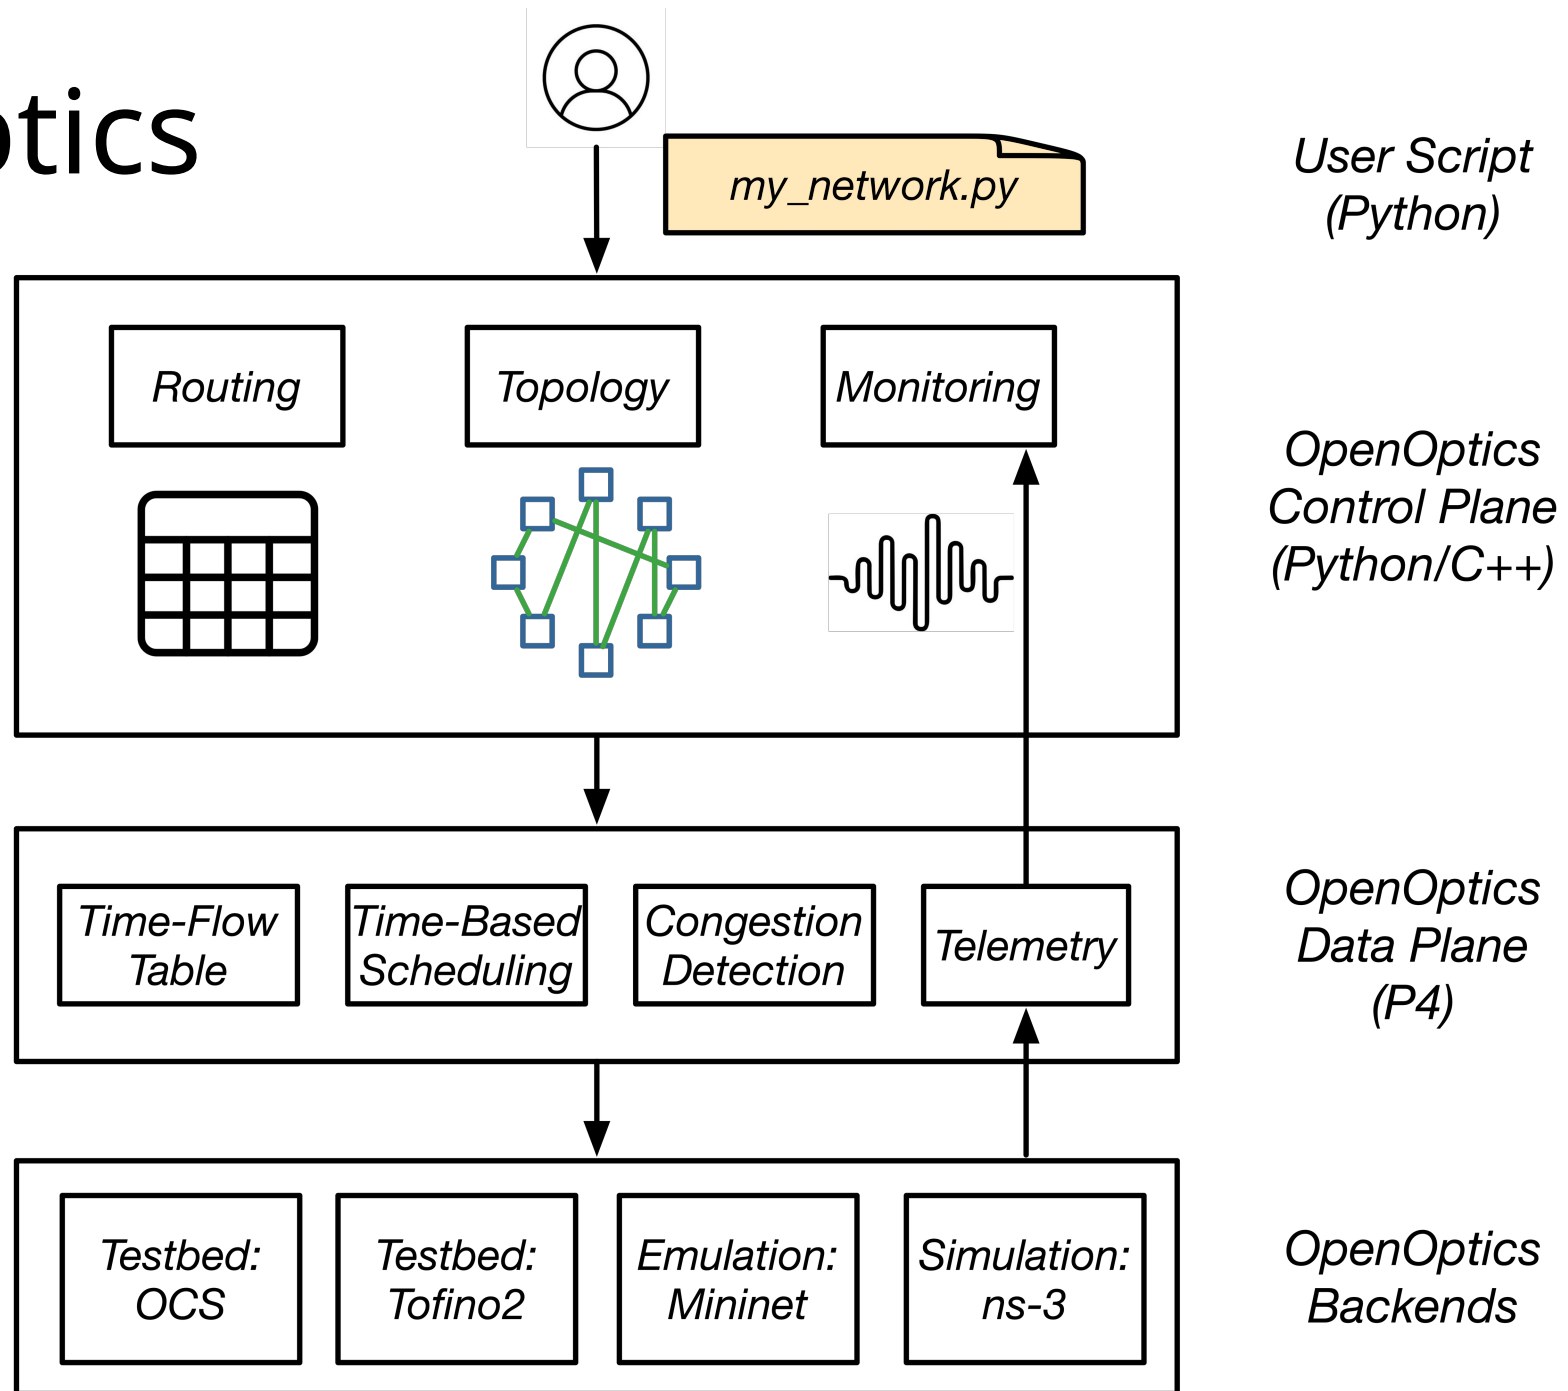 tics
my_network.py
User Script
(Python)
Routing
Topology
Monitoring
OpenOptics
Control Plane
(Python/C++)
Time-Flow
Table
Time-Based
Scheduling
Congestion
Detection
Telemetry
OpenOptics
Data Plane
(P4)
Testbed:
OCS
Testbed:
Tofino2
Emulation:
Mininet
Simulation:
ns-3
OpenOptics
Backends